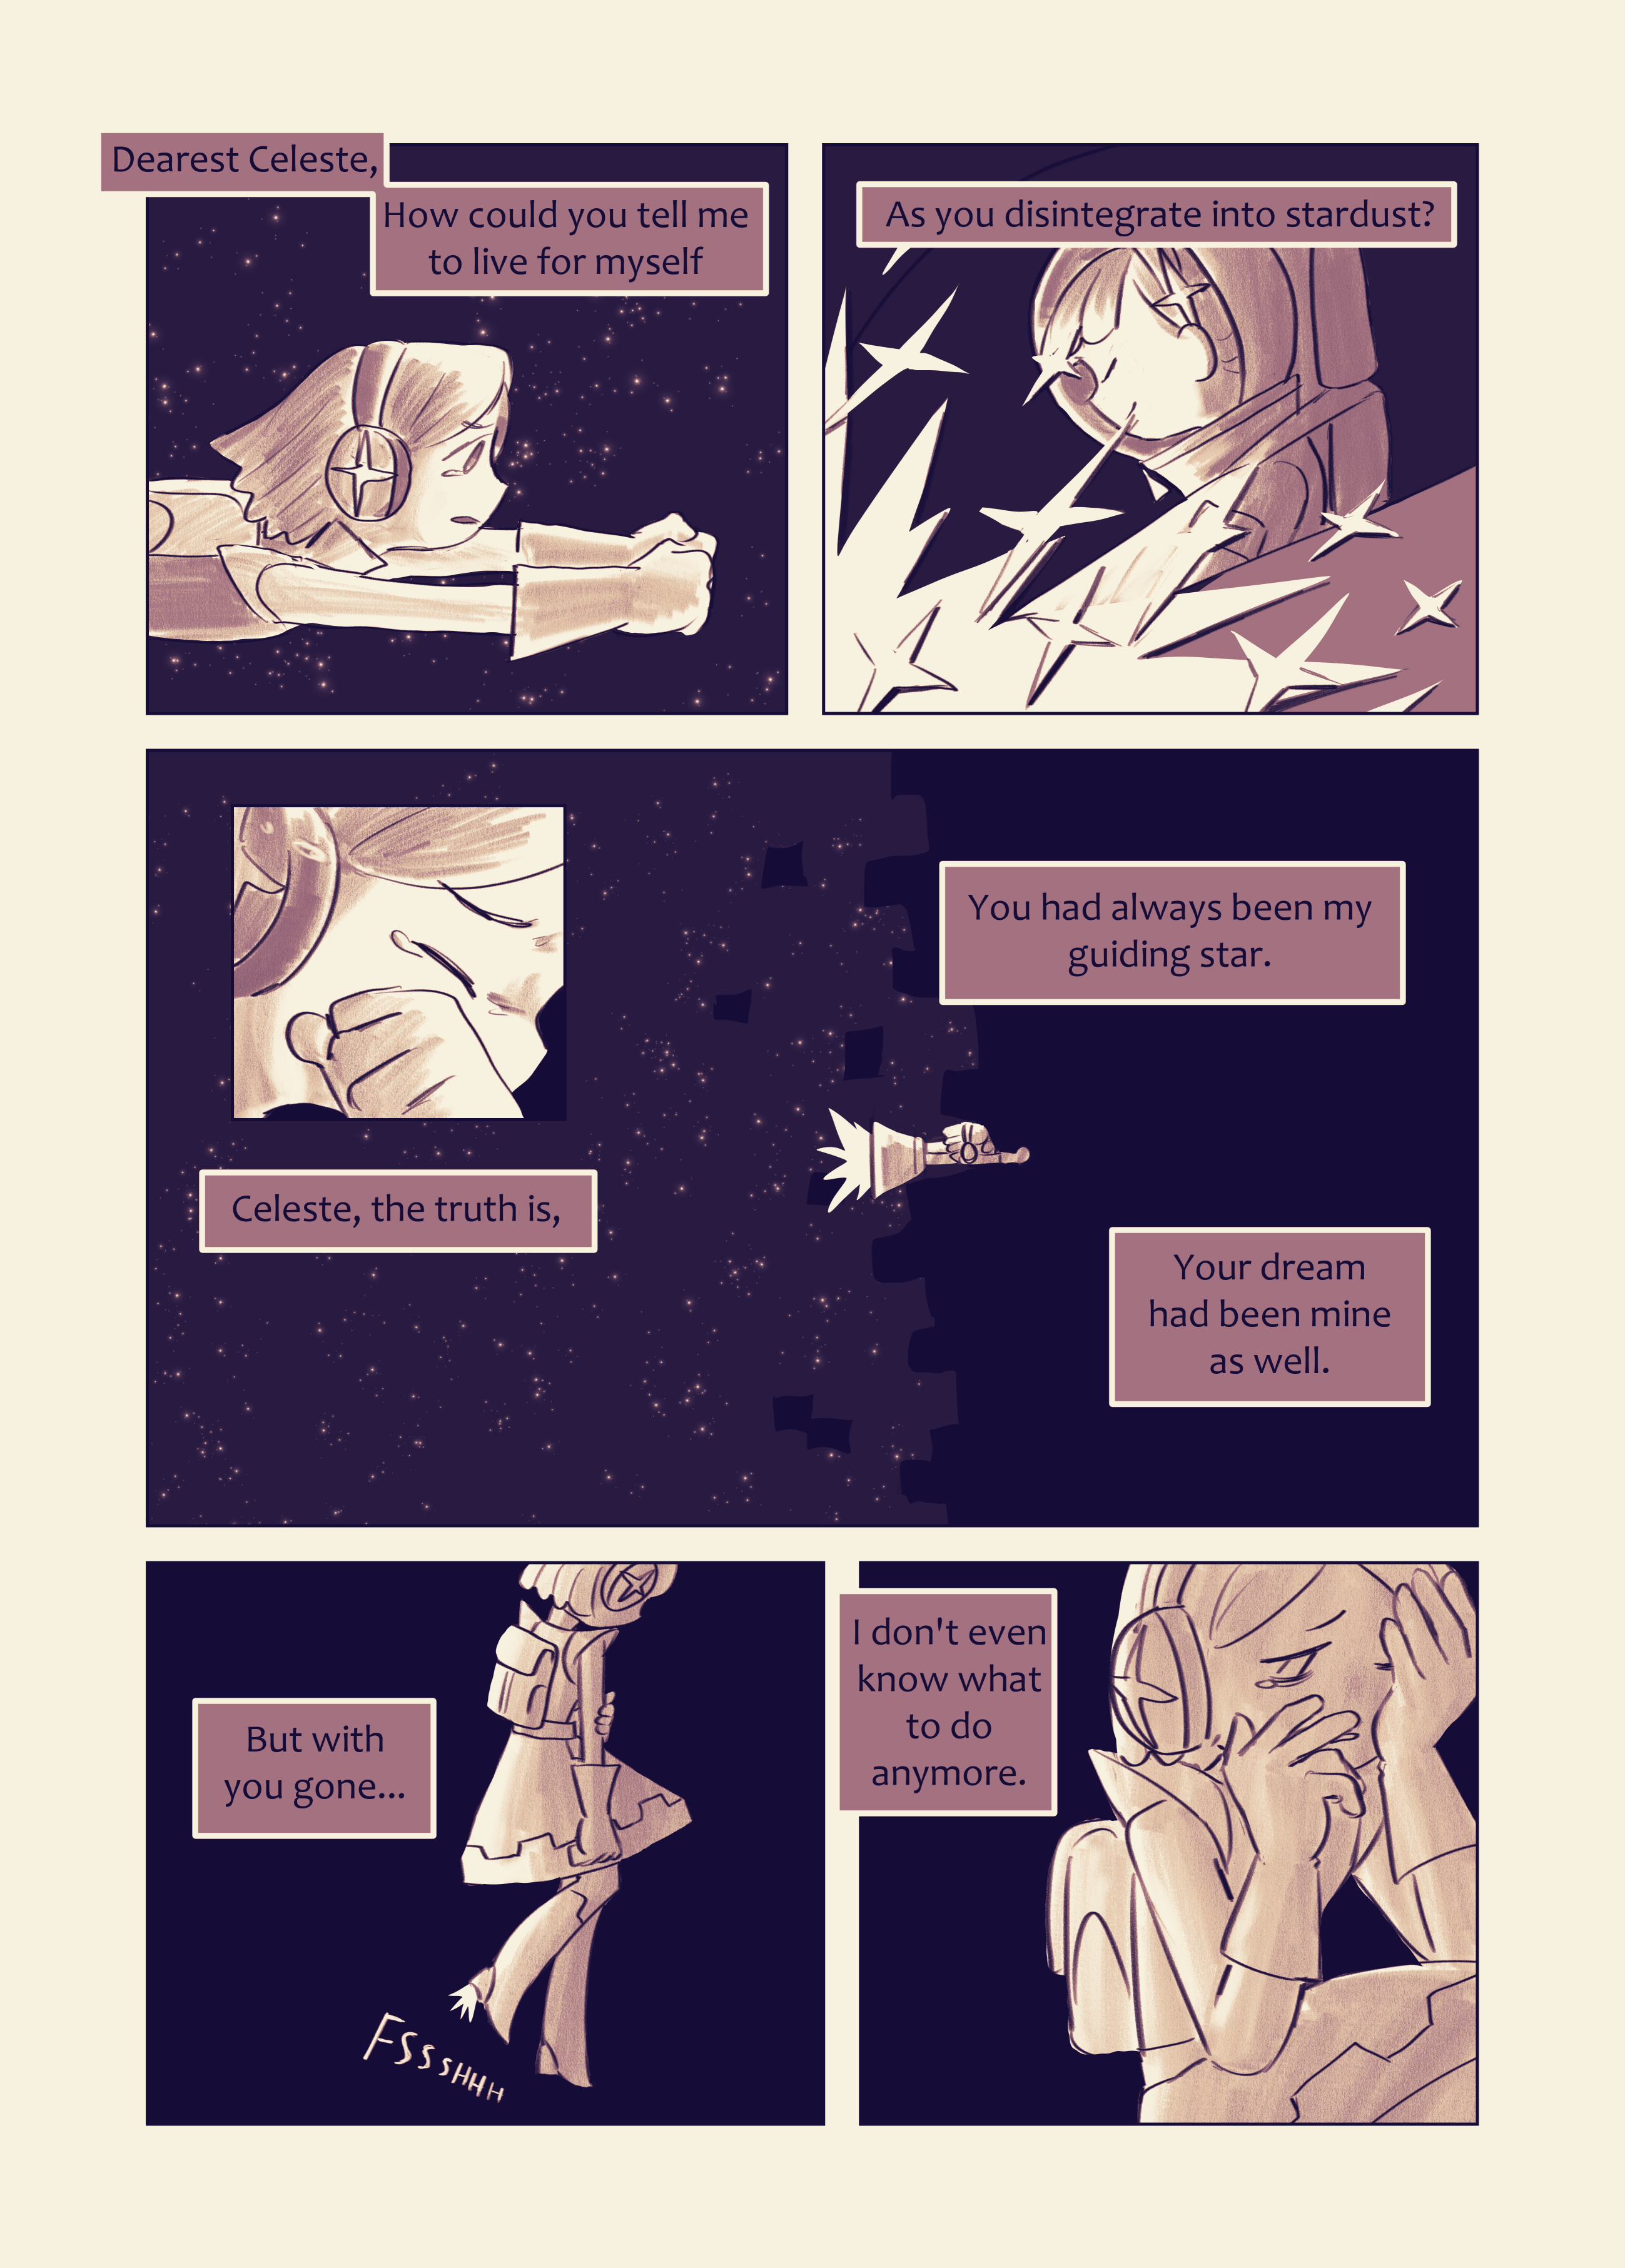 Dearest Celeste,
How could you tell me
to live for myself
As you disintegrate into stardust?
Celeste, the truth is,
You had always been my
guiding star.
Your dream
had been mine
as well.
But with
you gone...
FSSSHHH
I don't even
know what
to do
anymore.